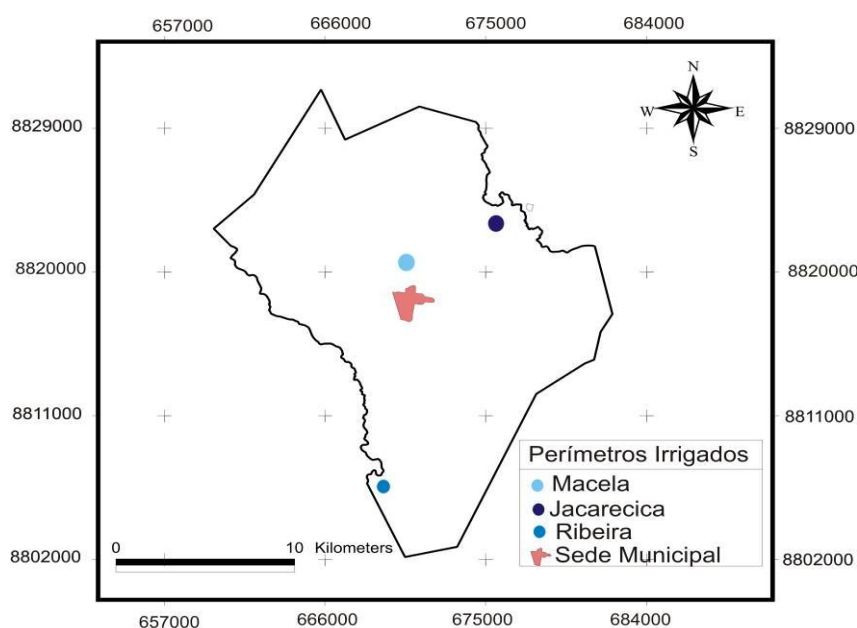 657000 666000 675000 684000
N
W E
S
8829000 8829000
8820000 8820000
8811000 8811000
Perímetros Irrigados
Macela
Jacarecica
Ribeira
Sede Municipal
0 10 Kilometers
8802000 8802000
657000 666000 675000 684000